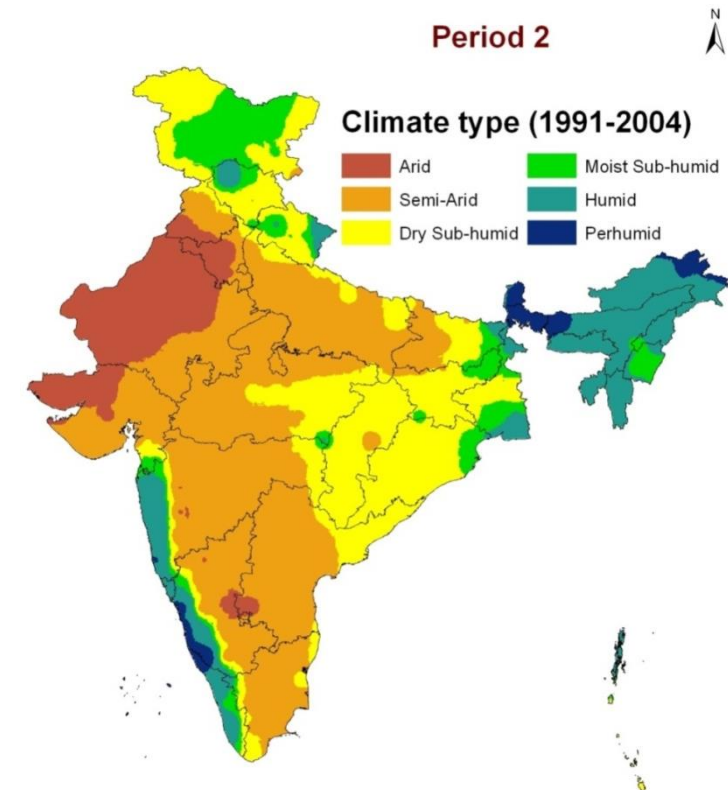 Period 2
N
Climate type (1991-2004)
Arid
Moist Sub-humid
Semi-Arid
Humid
Dry Sub-humid
Perhumid